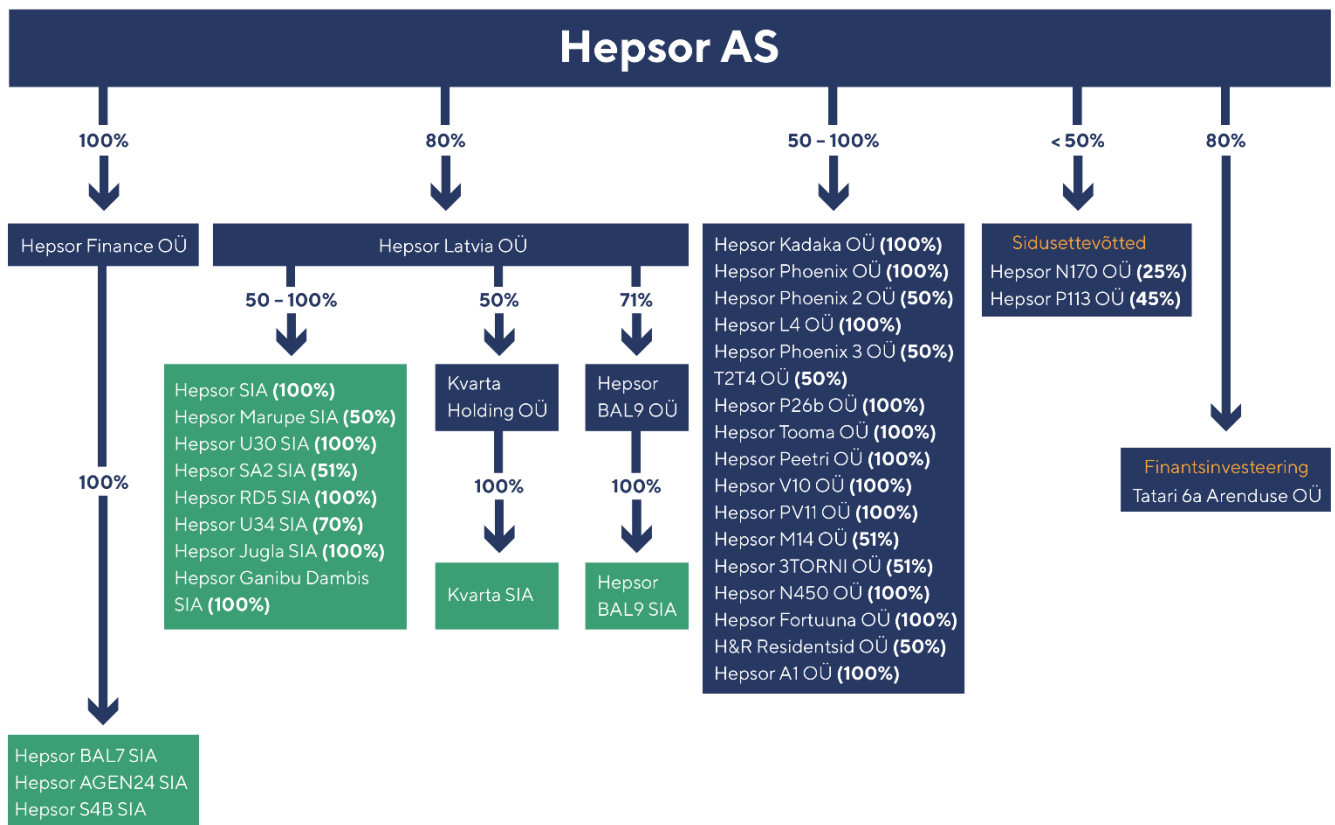 Hepsor AS
100%
80%
50 – 100%
< 50%
80%
Hepsor Finance OÜ
100%
Hepsor BAL7 SIA
Hepsor AGEN24 SIA
Hepsor S4B SIA
Hepsor Latvia OÜ
50 – 100%
50%
71%
Hepsor SIA (100%)
Hepsor Marupe SIA (50%)
Hepsor U30 SIA (100%)
Hepsor SA2 SIA (51%)
Hepsor RD5 SIA (100%)
Hepsor U34 SIA (70%)
Hepsor Jugla SIA (100%)
Hepsor Ganibu Dambis
SIA (100%)
Kvarta
Holding OÜ
100%
Kvarta SIA
Hepsor
BAL9 OÜ
100%
Hepsor
BAL9 SIA
Hepsor Kadaka OÜ (100%)
Hepsor Phoenix OÜ (100%)
Hepsor Phoenix 2 OÜ (50%)
Hepsor L4 OÜ (100%)
Hepsor Phoenix 3 OÜ (50%)
T2T4 OÜ (50%)
Hepsor P26b OÜ (100%)
Hepsor Tooma OÜ (100%)
Hepsor Peetri OÜ (100%)
Hepsor V10 OÜ (100%)
Hepsor PV11 OÜ (100%)
Hepsor M14 OÜ (51%)
Hepsor 3TORNI OÜ (51%)
Hepsor N450 OÜ (100%)
Hepsor Fortuuna OÜ (100%)
H&R Residentsid OÜ (50%)
Hepsor A1 OÜ (100%)
Sidusettevõtted
Hepsor N170 OÜ (25%)
Hepsor P113 OÜ (45%)
Finantsinvesteering
Tatari 6a Arenduse OÜ